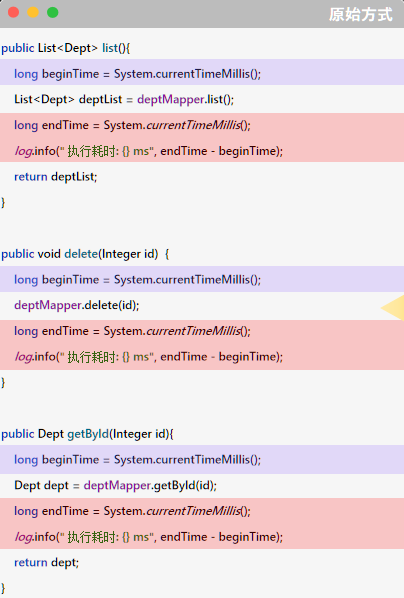 原始方式
public List<Dept> list(){
long beginTime = System.currentTimeMillis();
List<Dept> deptList = deptMapper.list();
long endTime = System.currentTimeMillis();
log.info(" 执行耗时: {} ms", endTime - beginTime);
return deptList;
}
public void delete(Integer id) {
long beginTime = System.currentTimeMillis();
deptMapper.delete(id);
long endTime = System.currentTimeMillis();
log.info(" 执行耗时: {} ms", endTime - beginTime);
}
public Dept getById(Integer id){
long beginTime = System.currentTimeMillis();
Dept dept = deptMapper.getById(id);
long endTime = System.currentTimeMillis();
log.info(" 执行耗时: {} ms", endTime - beginTime);
return dept;
}